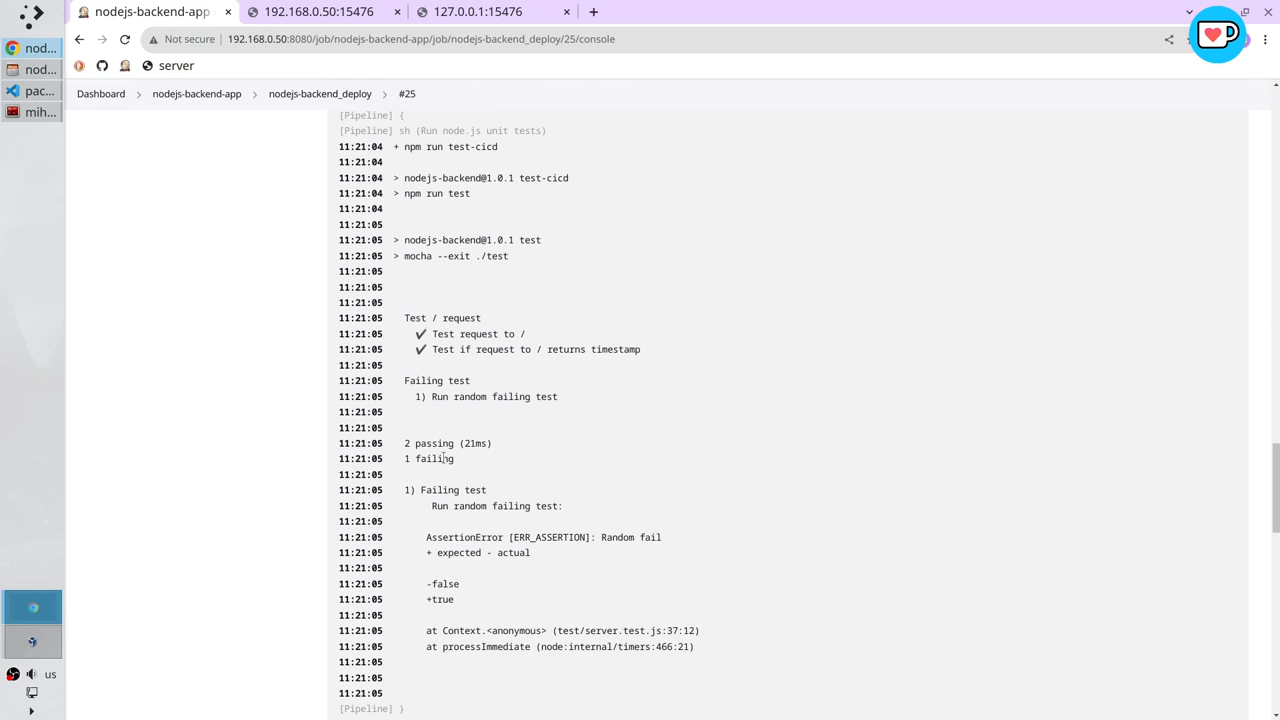 nodejs-backend-app
192.168.0.50:15476
127.0.0.1:15476
nod...
nod...
pac...
mih...
us
Not secure
192.168.0.50:8080/job/nodejs-backend-app/job/nodejs-backend_deploy/25/console
server
Dashboard > nodejs-backend-app > nodejs-backend_deploy > #25
[Pipeline] {
[Pipeline] sh (Run node.js unit tests)
11:21:04 + npm run test-cicd
11:21:04
11:21:04 > nodejs-backend@1.0.1 test-cicd
11:21:04 > npm run test
11:21:04
11:21:05
11:21:05 > nodejs-backend@1.0.1 test
11:21:05 > mocha --exit ./test
11:21:05
11:21:05
11:21:05
11:21:05 Test / request
11:21:05 ✔ Test request to /
11:21:05 ✔ Test if request to / returns timestamp
11:21:05
11:21:05 Failing test
11:21:05 1) Run random failing test
11:21:05
11:21:05
11:21:05 2 passing (21ms)
11:21:05 1 failing
11:21:05
11:21:05 1) Failing test
11:21:05 Run random failing test:
11:21:05
11:21:05 AssertionError [ERR_ASSERTION]: Random fail
11:21:05 + expected - actual
11:21:05
11:21:05 -false
11:21:05 +true
11:21:05
11:21:05 at Context.<anonymous> (test/server.test.js:37:12)
11:21:05 at processImmediate (node:internal/timers:466:21)
11:21:05
11:21:05
11:21:05
[Pipeline] }